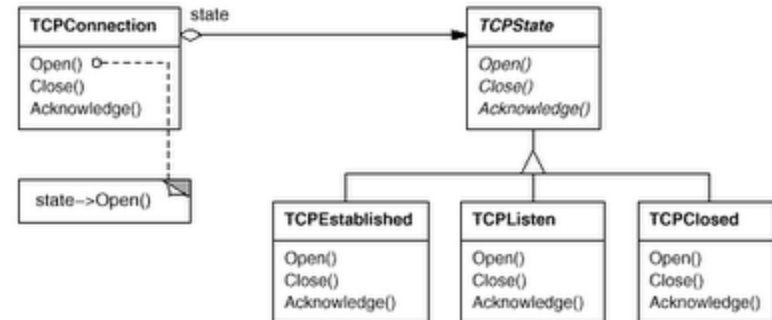 TCPConnection
Open()
Close()
Acknowledge()
state
TCPState
Open()
Close()
Acknowledge()
state->Open()
TCPEstablished
Open()
Close()
Acknowledge()
TCPListen
Open()
Close()
Acknowledge()
TCPClosed
Open()
Close()
Acknowledge()